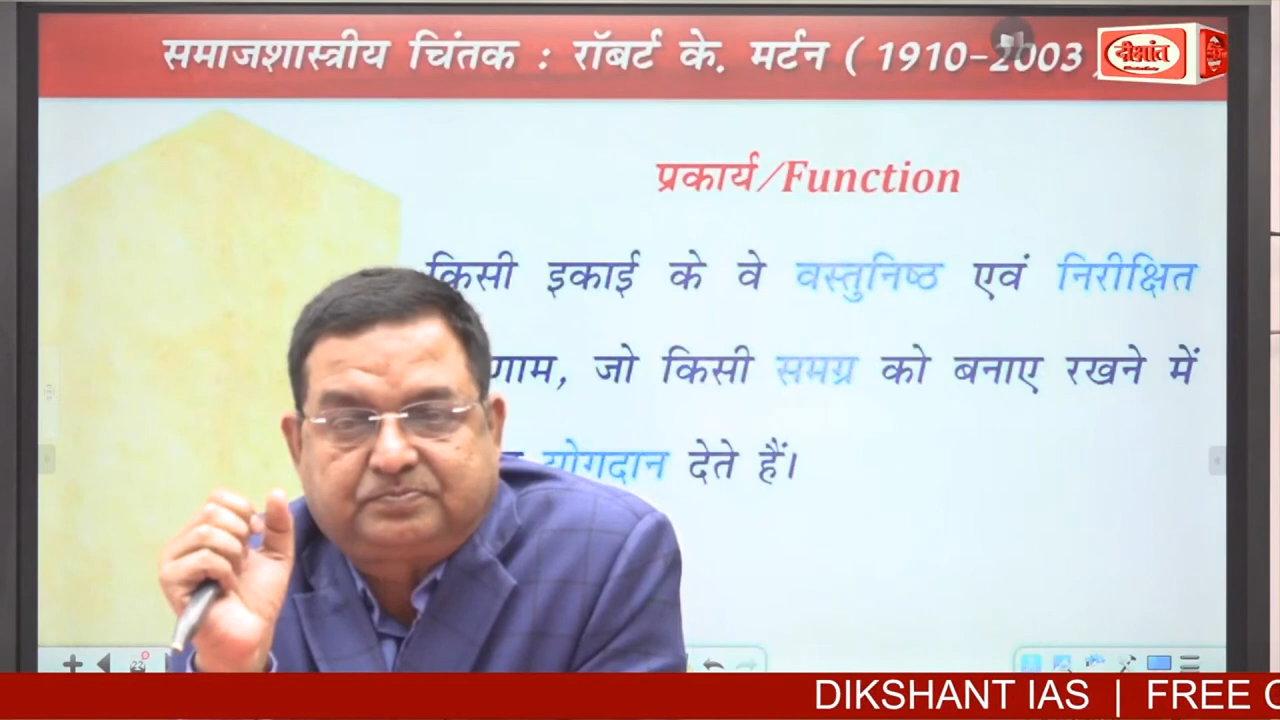 समाजशास्त्रीय चिंतक : रॉबर्ट के. मर्टन ( 1910-2003 )
दीक्षांत
प्रकार्य/Function
किसी इकाई के वे वस्तुनिष्ठ एवं निरीक्षित
जो किसी समग्र को बनाए रखने में
योगदान देते हैं।
22
DIKSHANT IAS | FREE